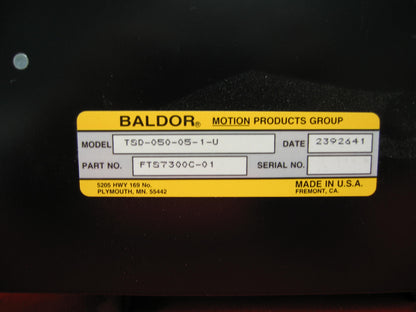 BALDOR® MOTION PRODUCTS GROUP
MODEL TSD-050-05-1-U DATE 2392641
PART NO. FTS7300C-01 SERIAL NO.
5205 HWY 169 No. MADE IN U.S.A.
PLYMOUTH, MN. 55442 FREMONT, CA.